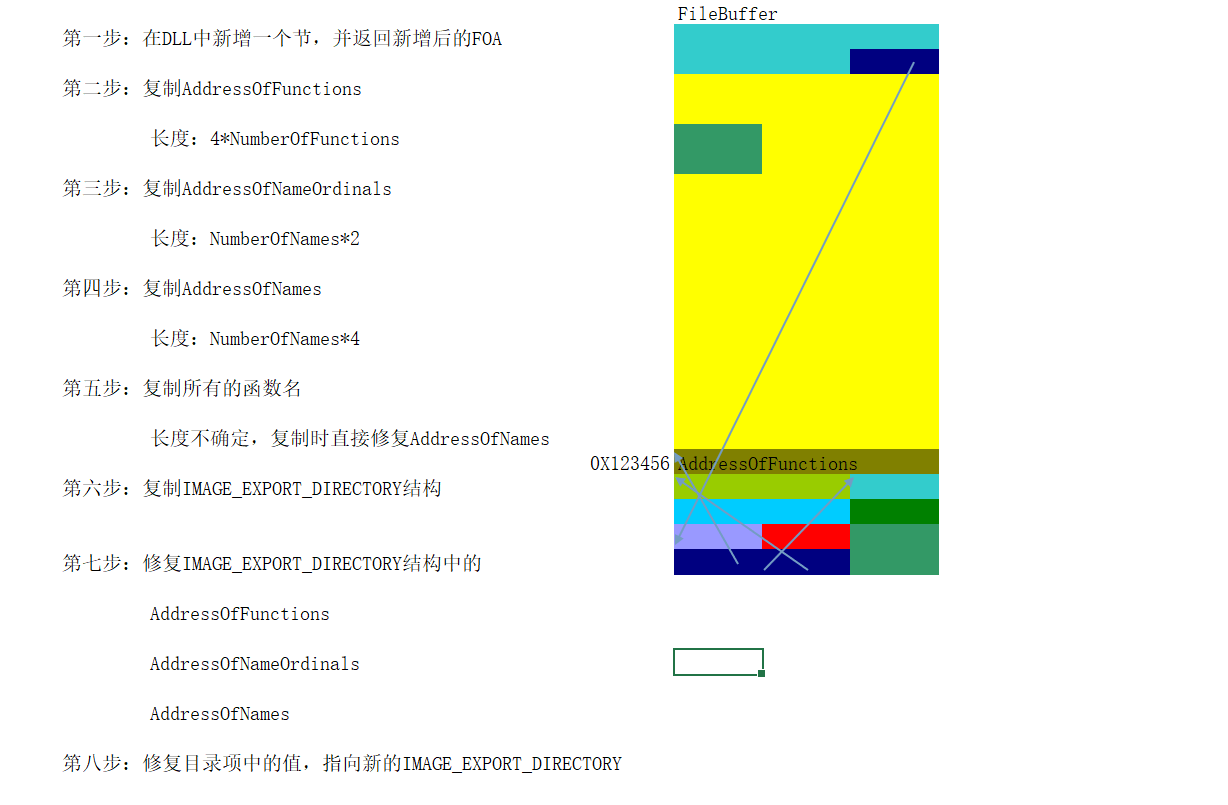 FileBuffer
第一步：在DLL中新增一个节，并返回新增后的FOA
第二步：复制AddressOfFunctions
长度：4*NumberOfFunctions
第三步：复制AddressOfNameOrdinals
长度：NumberOfNames*2
第四步：复制AddressOfNames
长度：NumberOfNames*4
第五步：复制所有的函数名
长度不确定，复制时直接修复AddressOfNames
0X123456 AddressOfFunctions
第六步：复制IMAGE_EXPORT_DIRECTORY结构
第七步：修复IMAGE_EXPORT_DIRECTORY结构中的
AddressOfFunctions
AddressOfNameOrdinals
AddressOfNames
第八步：修复目录项中的值，指向新的IMAGE_EXPORT_DIRECTORY